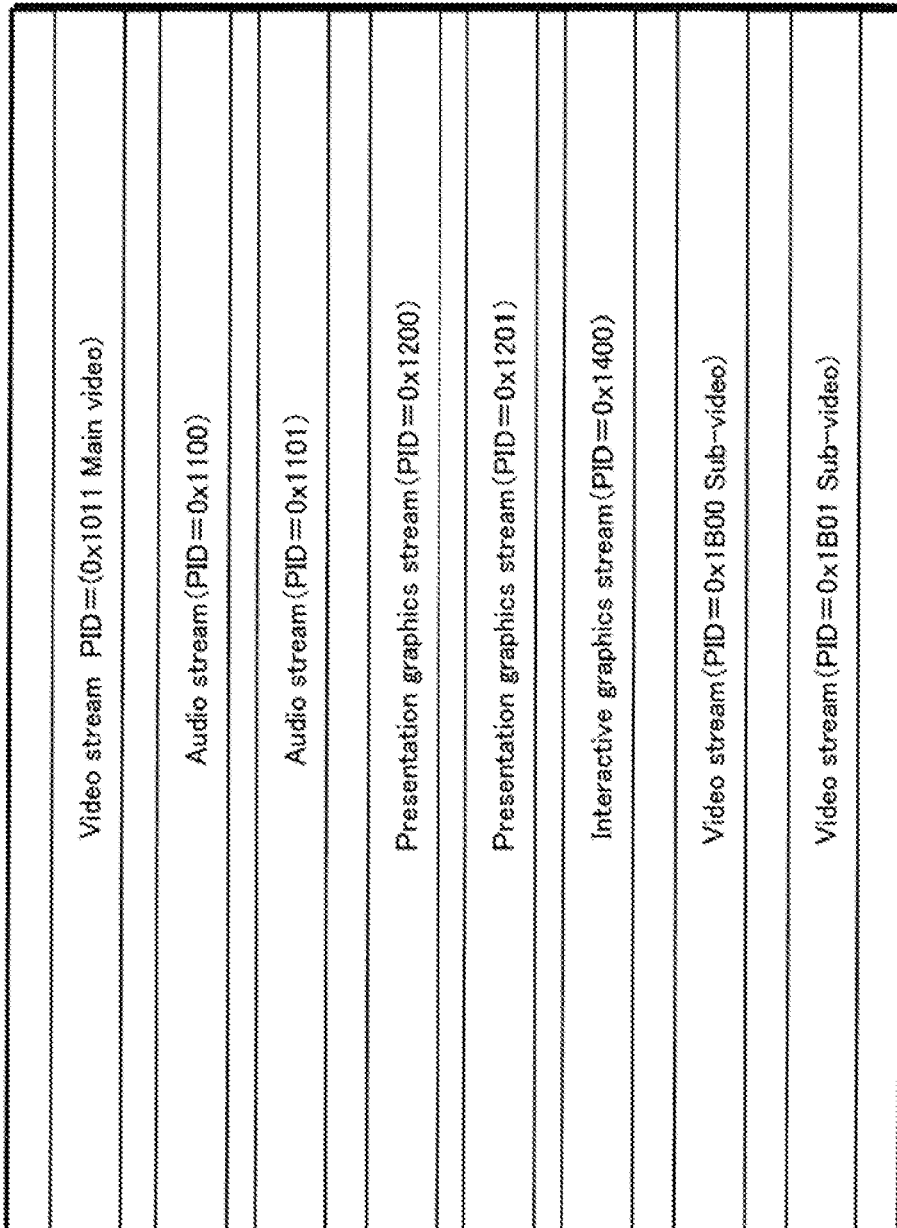 Video stream PID=(0x1011 Main video)
Audio stream(PID=0x1100)
Audio stream(PID=0x1101)
Presentation graphics stream(PID=0x1200)
Presentation graphics stream(PID=0x1201)
Interactive graphics stream(PID=0x1400)
Video stream(PID=0x1B00 Sub-video)
Video stream(PID=0x1B01 Sub-video)